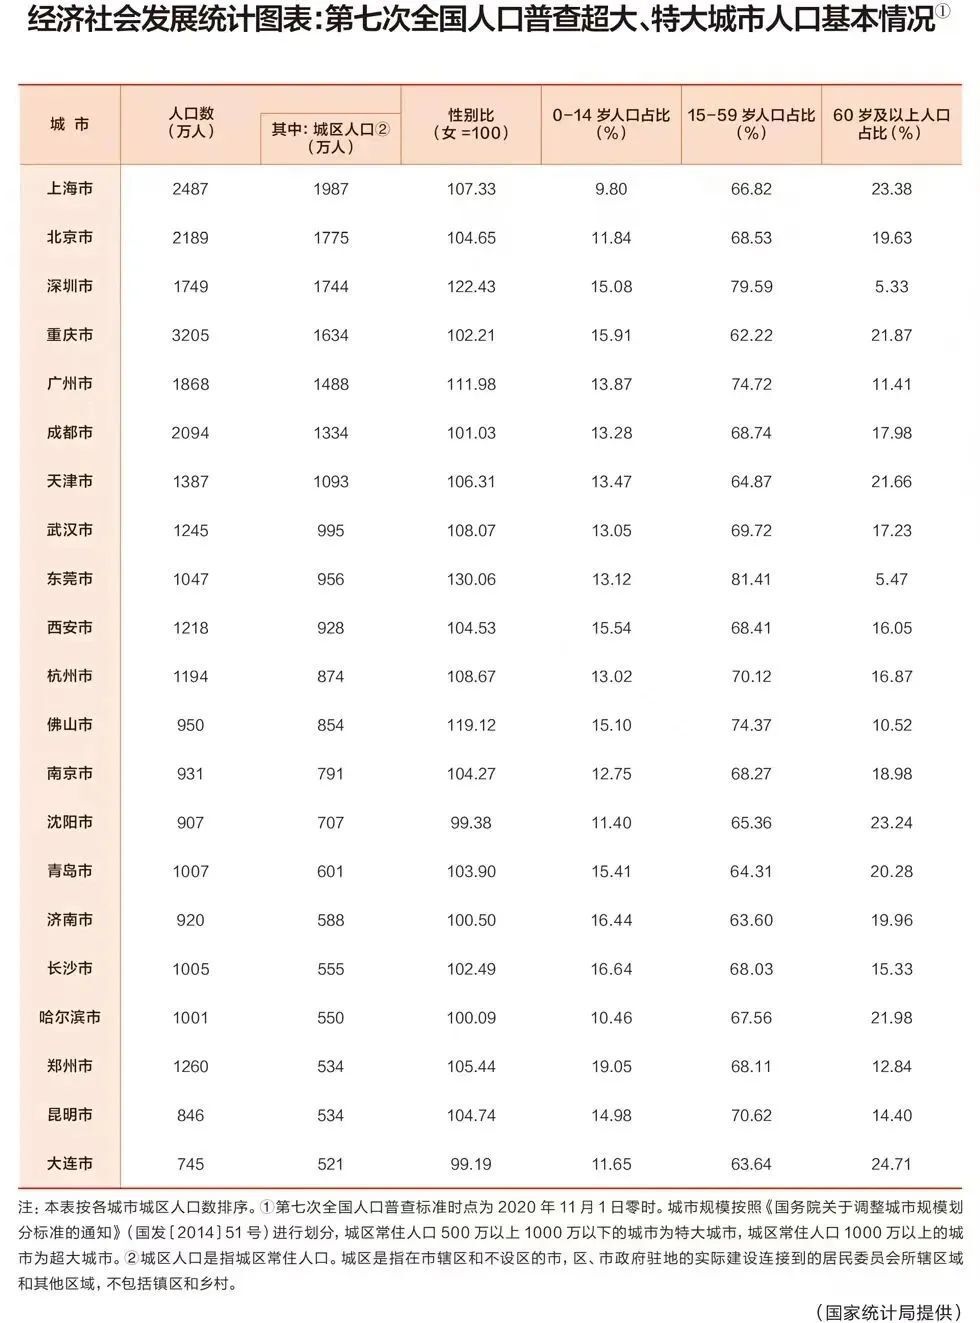 经济社会发展统计图表：第七次全国人口普查超大、特大城市人口基本情况①
城 市 人口数（万人） 其中：城区人口②（万人） 性别比（女=100） 0-14 岁人口占比（%） 15-59 岁人口占比（%） 60 岁及以上人口占比（%）
上海市 2487 1987 107.33 9.80 66.82 23.38
北京市 2189 1775 104.65 11.84 68.53 19.63
深圳市 1749 1744 122.43 15.08 79.59 5.33
重庆市 3205 1634 102.21 15.91 62.22 21.87
广州市 1868 1488 111.98 13.87 74.72 11.41
成都市 2094 1334 101.03 13.28 68.74 17.98
天津市 1387 1093 106.31 13.47 64.87 21.66
武汉市 1245 995 108.07 13.05 69.72 17.23
东莞市 1047 956 130.06 13.12 81.41 5.47
西安市 1218 928 104.53 15.54 68.41 16.05
杭州市 1194 874 108.67 13.02 70.12 16.87
佛山市 950 854 119.12 15.10 74.37 10.52
南京市 931 791 104.27 12.75 68.27 18.98
沈阳市 907 707 99.38 11.40 65.36 23.24
青岛市 1007 601 103.90 15.41 64.31 20.28
济南市 920 588 100.50 16.44 63.60 19.96
长沙市 1005 555 102.49 16.64 68.03 15.33
哈尔滨市 1001 550 100.09 10.46 67.56 21.98
郑州市 1260 534 105.44 19.05 68.11 12.84
昆明市 846 534 104.74 14.98 70.62 14.40
大连市 745 521 99.19 11.65 63.64 24.71
注：本表按各城市城区人口数排序。①第七次全国人口普查标准时点为 2020 年 11 月 1 日零时。城市规模按照《国务院关于调整城市规模划
分标准的通知》（国发［2014］51 号）进行划分，城区常住人口 500 万以上 1000 万以下的城市为特大城市，城区常住人口 1000 万以上的城
市为超大城市。②城区人口是指城区常住人口。城区是指在市辖区和不设区的市，区、市政府驻地的实际建设连接到的居民委员会所辖区域
和其他区域，不包括镇区和乡村。
（国家统计局提供）